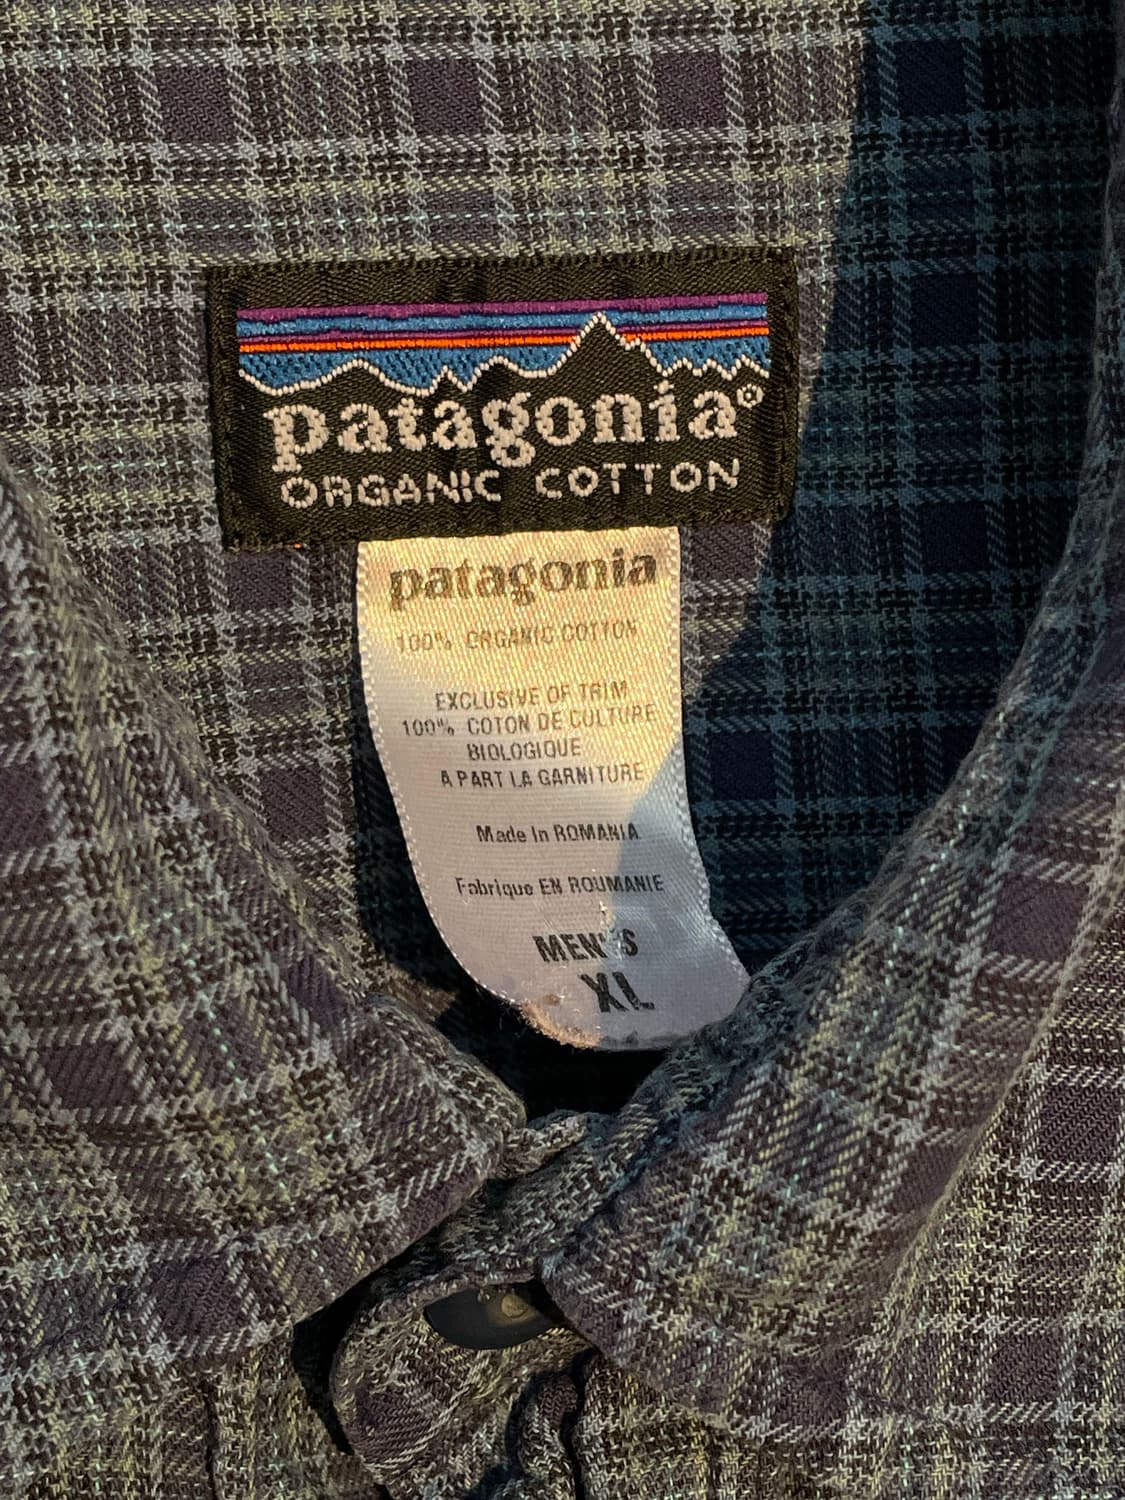 patagonia®
ORGANIC COTTON
patagonia
100% ORGANIC COTTON
EXCLUSIVE OF TRIM
100% COTON DE CULTURE
BIOLOGIQUE
A PART LA GARNITURE
Made In ROMANIA
Fabrique EN ROUMANIE
MEN'S
XL